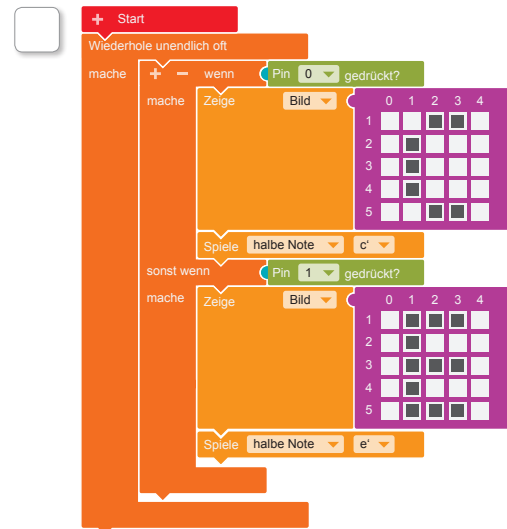 + Start
Wiederhole unendlich oft
mache + − wenn Pin 0 gedrückt?
mache Zeige Bild 0 1 2 3 4
1
2
3
4
5
Spiele halbe Note c'
sonst wenn Pin 1 gedrückt?
mache Zeige Bild 0 1 2 3 4
1
2
3
4
5
Spiele halbe Note e'